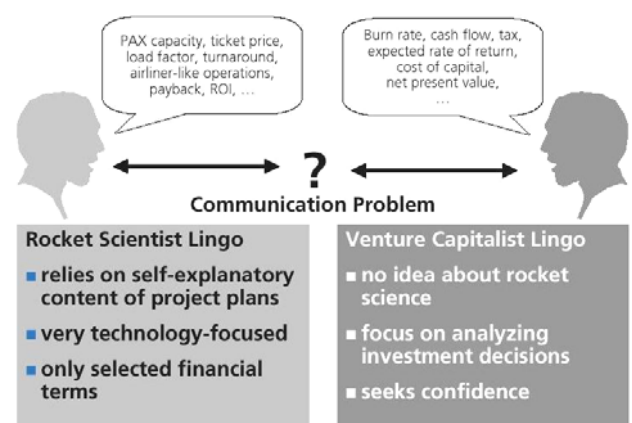 PAX capacity, ticket price,
load factor, turnaround,
airliner-like operations,
payback, ROI, ...
Burn rate, cash flow, tax,
expected rate of return,
cost of capital,
net present value,
...
?
Communication Problem
Rocket Scientist Lingo
relies on self-explanatory
content of project plans
very technology-focused
only selected financial
terms
Venture Capitalist Lingo
no idea about rocket
science
focus on analyzing
investment decisions
seeks confidence